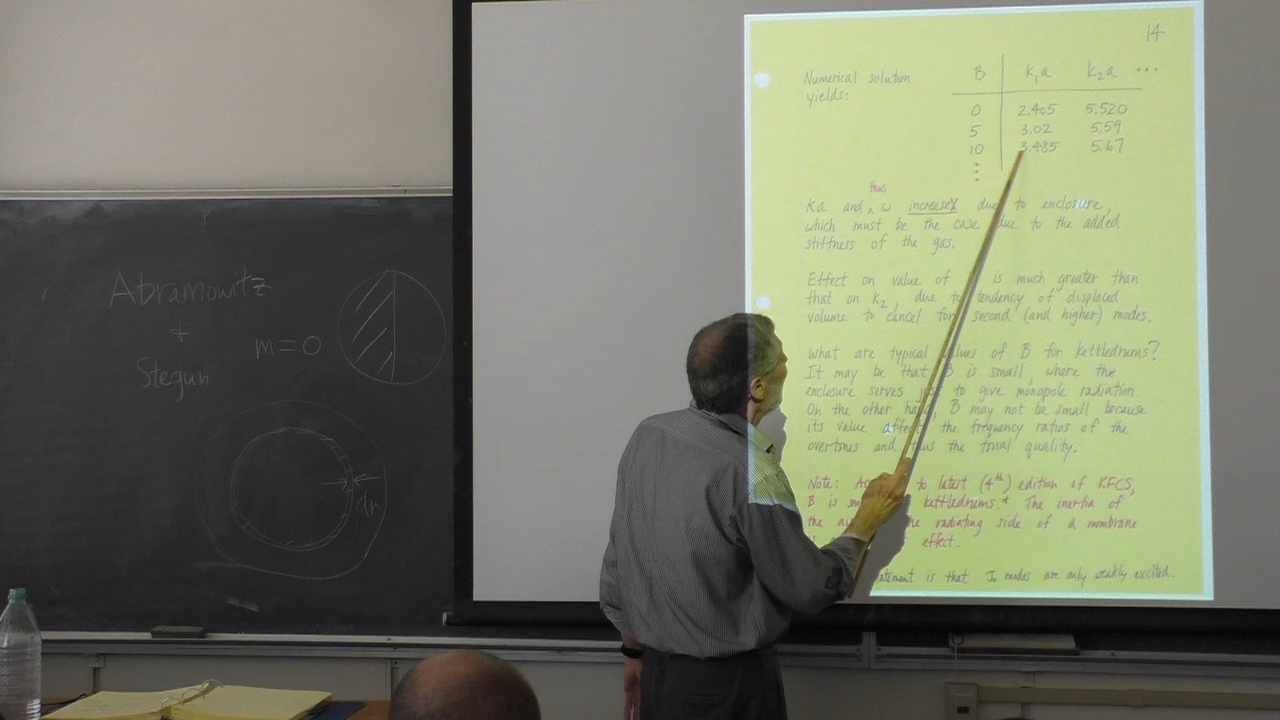 Abramowitz
+
Stegun
m=0
dr
14
Numerical solution
yields:
B k₁a k₂a ...
0 2.405 5.520
5 3.02 5.59
10 3.485 5.67
thus
ka and ‸ ω increases due to enclosure,
which must be the case due to the added
stiffness of the gas.
Effect on value of is much greater than
that on k₂, due to tendency of displaced
volume to cancel for second (and higher) modes.
What are typical values of B for kettledrums?
It may be that B is small, where the
enclosure serves to give monopole radiation.
On the other hand, B may not be small because
its value affects the frequency ratios of the
overtones and thus the tonal quality.
Note: to latest (4th) edition of KFCS,
B is kettledrums.* The inertia of
the radiating side of a membrane
effect.
is that modes are only weakly excited.